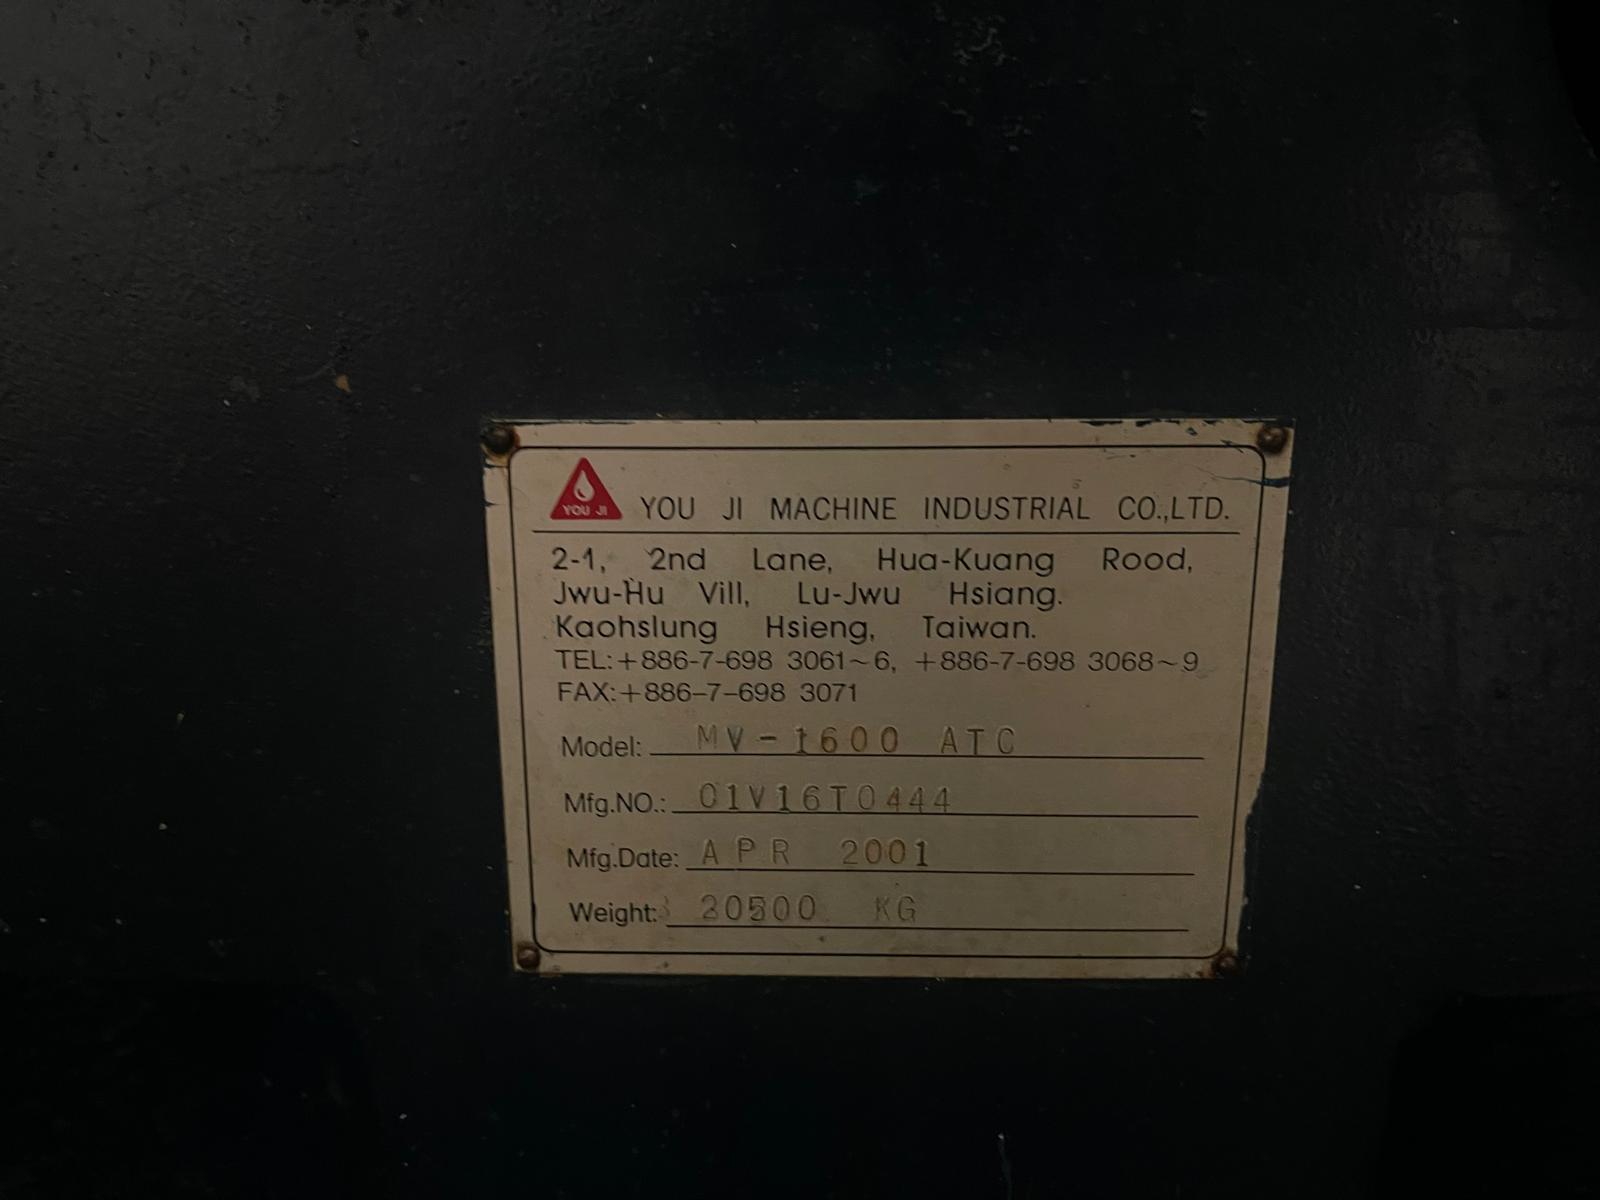 YOU JI
YOU JI MACHINE INDUSTRIAL CO.,LTD.
2-1, 2nd Lane, Hua-Kuang Rood,
Jwu-Hu Vill, Lu-Jwu Hsiang.
Kaohslung Hsieng, Taiwan.
TEL:+886-7-698 3061~6, +886-7-698 3068~9
FAX:+886-7-698 3071
Model: MV-1600 ATC
Mfg.NO.: 01V16T0444
Mfg.Date: APR 2001
Weight: KG